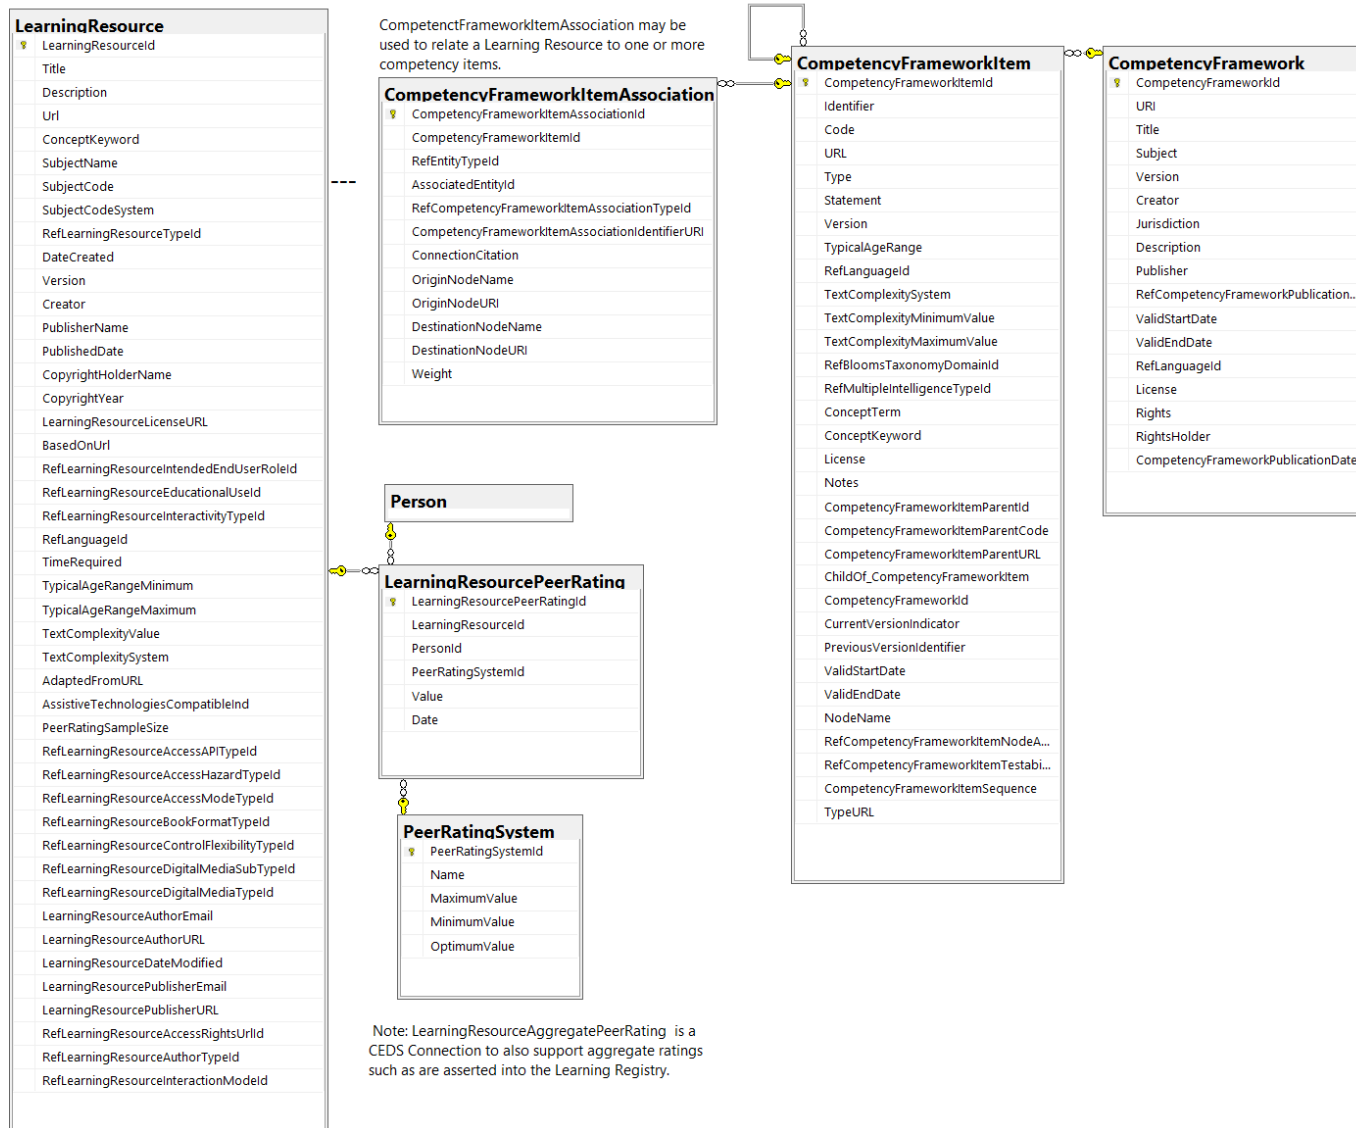 LearningResource
LearningResourceId
Title
Description
Url
ConceptKeyword
SubjectName
SubjectCode
SubjectCodeSystem
RefLearningResourceTypeId
DateCreated
Version
Creator
PublisherName
PublishedDate
CopyrightHolderName
CopyrightYear
LearningResourceLicenseURL
BasedOnUrl
RefLearningResourceIntendedEndUserRoleId
RefLearningResourceEducationalUseId
RefLearningResourceInteractivityTypeId
RefLanguageId
TimeRequired
TypicalAgeRangeMinimum
TypicalAgeRangeMaximum
TextComplexityValue
TextComplexitySystem
AdaptedFromURL
AssistiveTechnologiesCompatibleInd
PeerRatingSampleSize
RefLearningResourceAccessAPITypeId
RefLearningResourceAccessHazardTypeId
RefLearningResourceAccessModeTypeId
RefLearningResourceBookFormatTypeId
RefLearningResourceControlFlexibilityTypeId
RefLearningResourceDigitalMediaSubTypeId
RefLearningResourceDigitalMediaTypeId
LearningResourceAuthorEmail
LearningResourceAuthorURL
LearningResourceDateModified
LearningResourcePublisherEmail
LearningResourcePublisherURL
RefLearningResourceAccessRightsUrlId
RefLearningResourceAuthorTypeId
RefLearningResourceInteractionModeId
---
CompetenctFrameworkItemAssociation may be
used to relate a Learning Resource to one or more
competency items.
CompetencyFrameworkItemAssociation
CompetencyFrameworkItemAssociationId
CompetencyFrameworkItemId
RefEntityTypeId
AssociatedEntityId
RefCompetencyFrameworkItemAssociationTypeId
CompetencyFrameworkItemAssociationIdentifierURI
ConnectionCitation
OriginNodeName
OriginNodeURI
DestinationNodeName
DestinationNodeURI
Weight
Person
LearningResourcePeerRating
LearningResourcePeerRatingId
LearningResourceId
PersonId
PeerRatingSystemId
Value
Date
PeerRatingSystem
PeerRatingSystemId
Name
MaximumValue
MinimumValue
OptimumValue
Note: LearningResourceAggregatePeerRating is a
CEDS Connection to also support aggregate ratings
such as are asserted into the Learning Registry.
CompetencyFrameworkItem
CompetencyFrameworkItemId
Identifier
Code
URL
Type
Statement
Version
TypicalAgeRange
RefLanguageId
TextComplexitySystem
TextComplexityMinimumValue
TextComplexityMaximumValue
RefBloomsTaxonomyDomainId
RefMultipleIntelligenceTypeId
ConceptTerm
ConceptKeyword
License
Notes
CompetencyFrameworkItemParentId
CompetencyFrameworkItemParentCode
CompetencyFrameworkItemParentURL
ChildOf_CompetencyFrameworkItem
CompetencyFrameworkId
CurrentVersionIndicator
PreviousVersionIdentifier
ValidStartDate
ValidEndDate
NodeName
RefCompetencyFrameworkItemNodeA...
RefCompetencyFrameworkItemTestabi...
CompetencyFrameworkItemSequence
TypeURL
CompetencyFramework
CompetencyFrameworkId
URI
Title
Subject
Version
Creator
Jurisdiction
Description
Publisher
RefCompetencyFrameworkPublication...
ValidStartDate
ValidEndDate
RefLanguageId
License
Rights
RightsHolder
CompetencyFrameworkPublicationDate